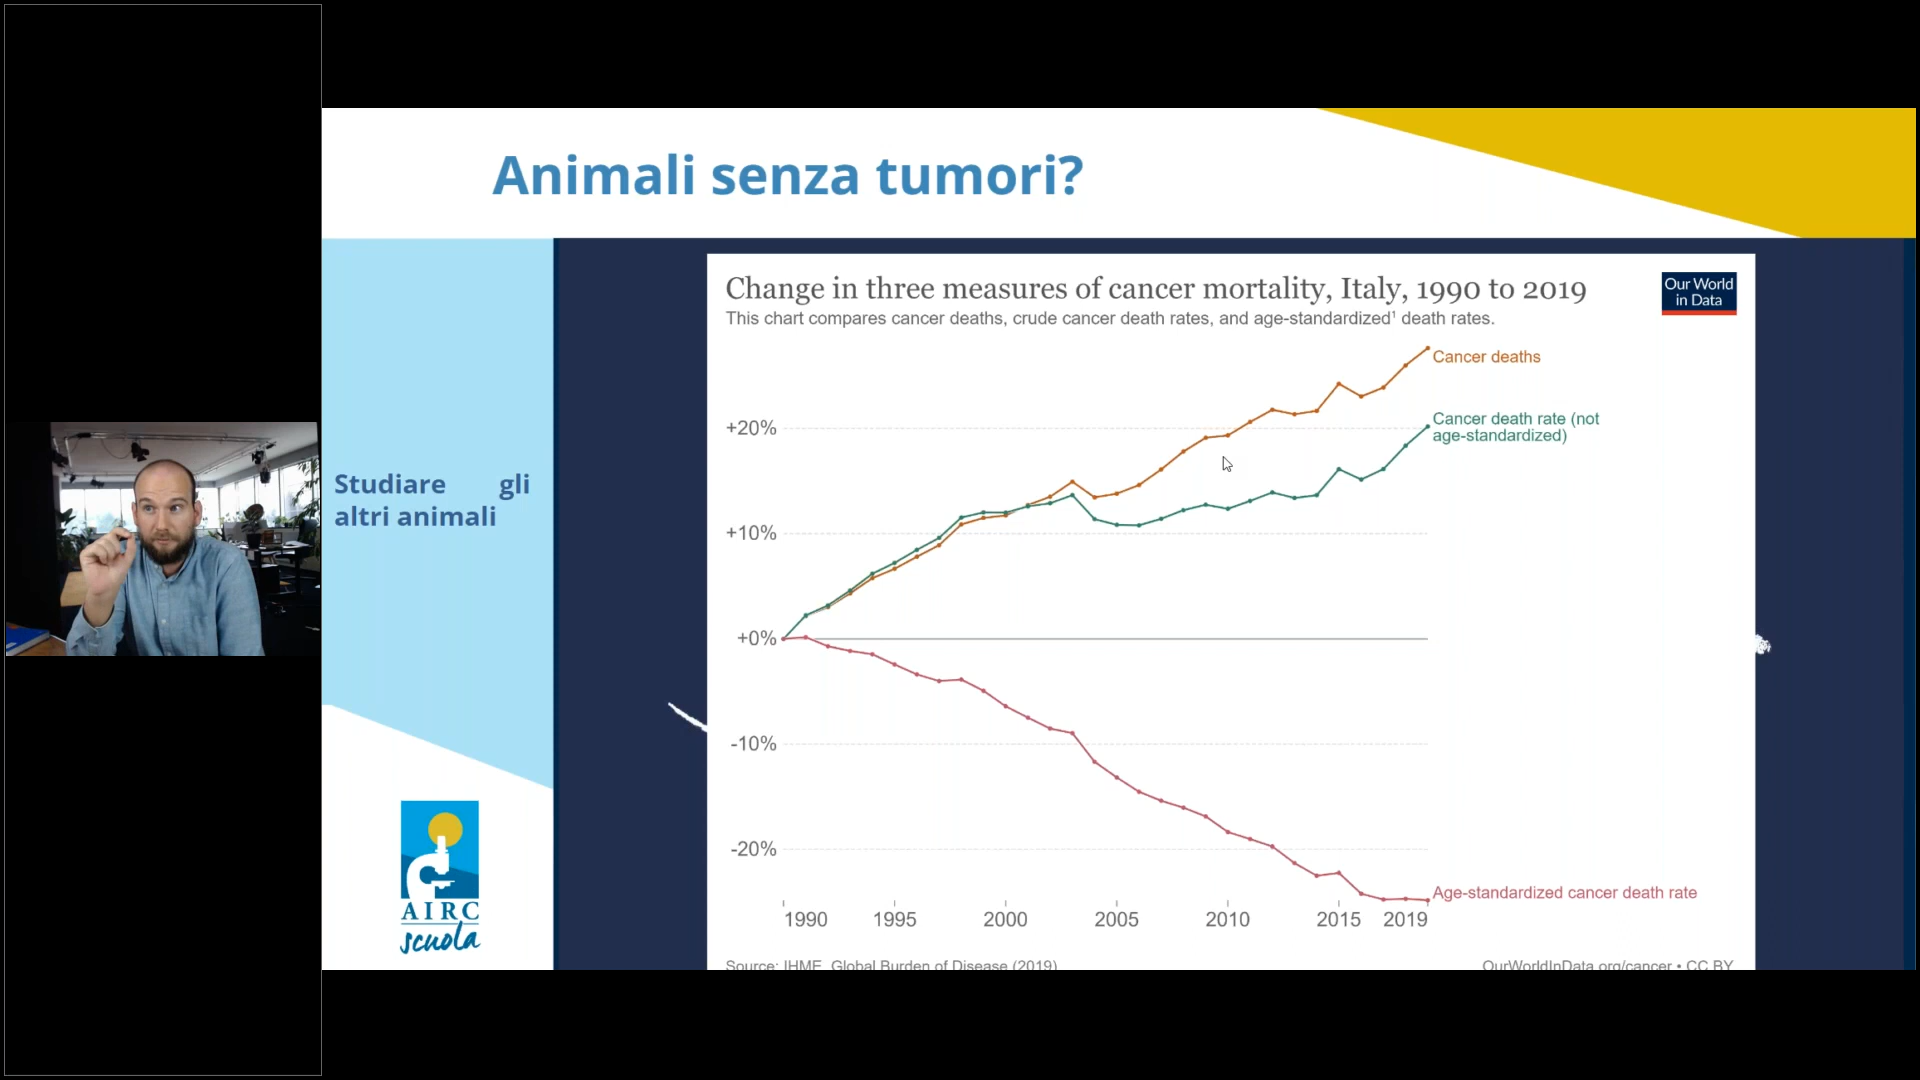 Animali senza tumori?
Studiare gli
altri animali
AIRC
scuola
Change in three measures of cancer mortality, Italy, 1990 to 2019
This chart compares cancer deaths, crude cancer death rates, and age-standardized¹ death rates.
Our World
in Data
Cancer deaths
Cancer death rate (not
age-standardized)
+20%
+10%
+0%
-10%
-20%
Age-standardized cancer death rate
1990 1995 2000 2005 2010 2015 2019
Source: IHME, Global Burden of Disease (2019)
OurWorldInData.org/cancer • CC BY